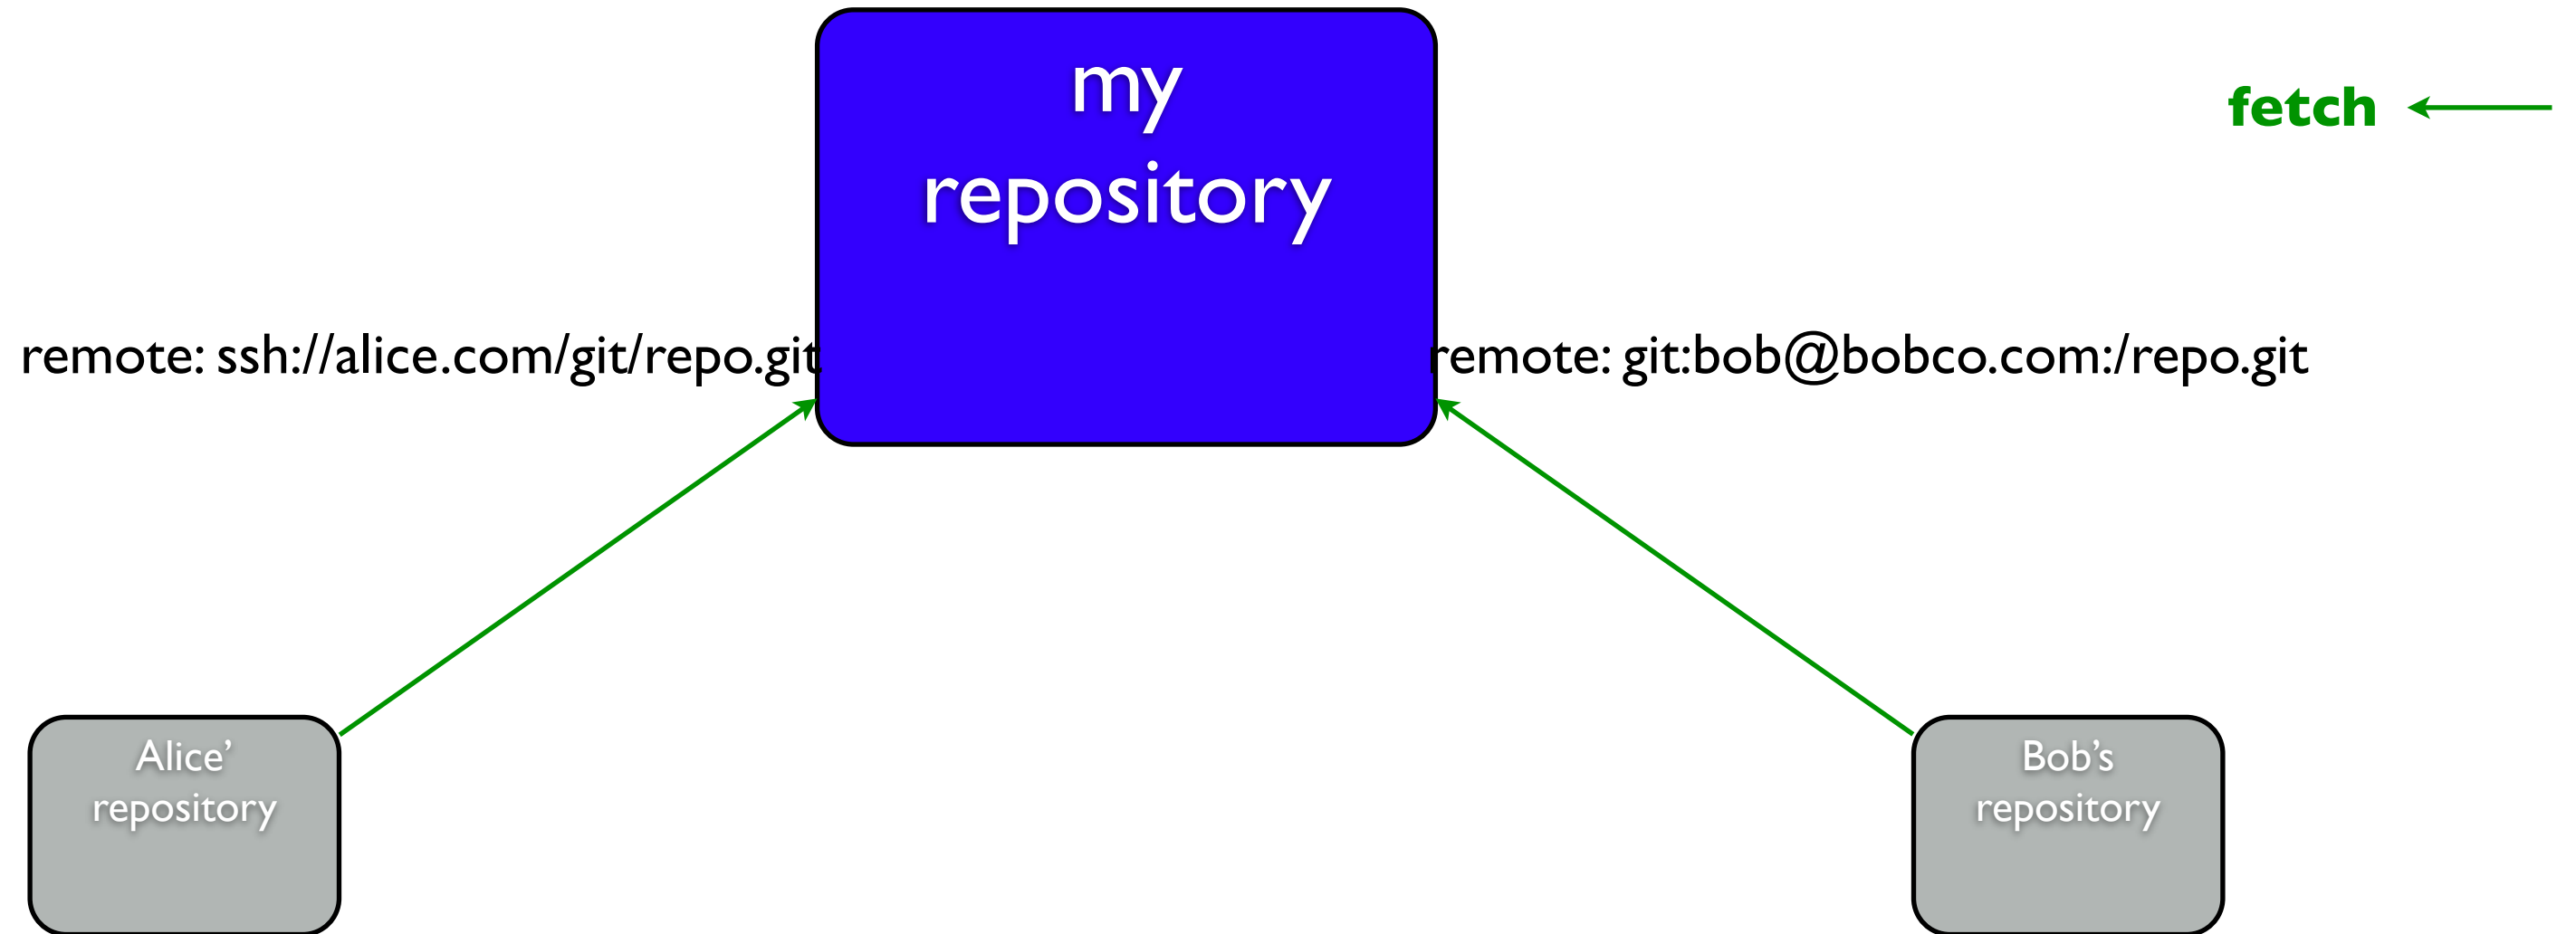 my
repository
fetch
remote: ssh://alice.com/git/repo.git
remote: git:bob@bobco.com:/repo.git
Alice’
repository
Bob’s
repository